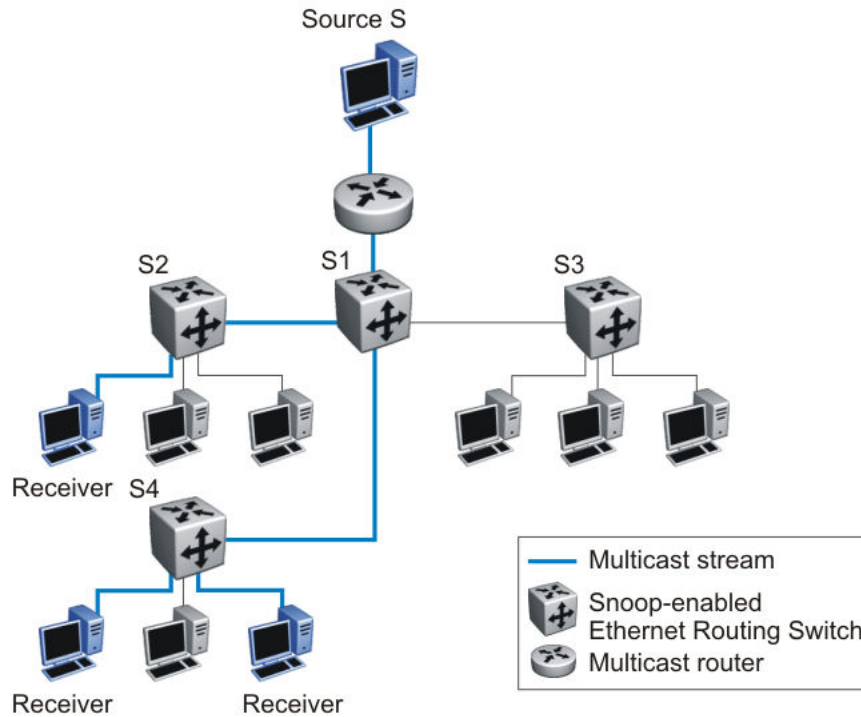 Source S
S2
S1
S3
Receiver
S4
Receiver
Receiver
Multicast stream
Snoop-enabled
Ethernet Routing Switch
Multicast router